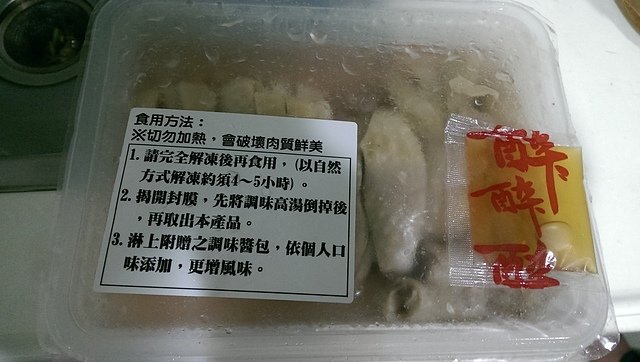 食用方法：
※切勿加熱，會破壞肉質鮮美
1. 請完全解凍後再食用，(以自然
方式解凍約須4～5小時)。
2. 揭開封膜，先將調味高湯倒掉後
，再取出本產品。
3. 淋上附贈之調味醬包，依個人口
味添加，更增風味。
醉
醉